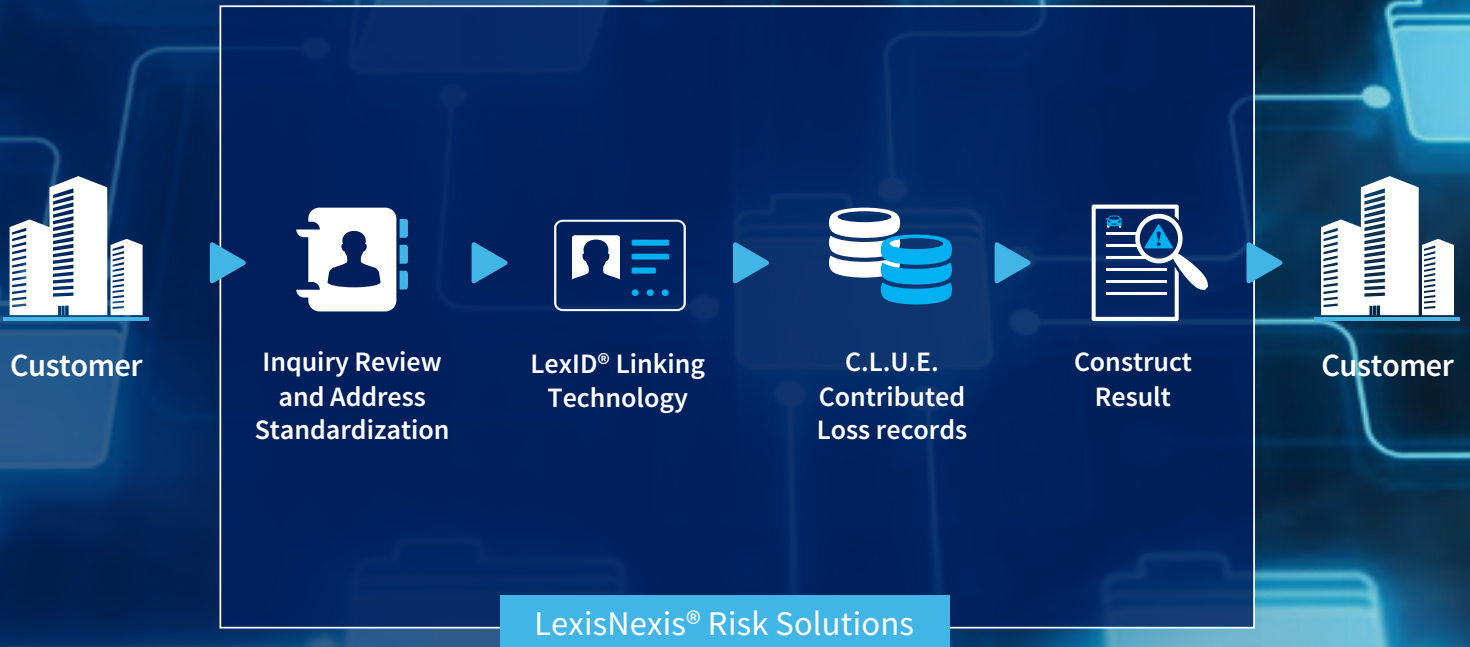 Customer
Inquiry Review
and Address
Standardization
LexID® Linking
Technology
C.L.U.E.
Contributed
Loss records
Construct
Result
Customer
LexisNexis® Risk Solutions